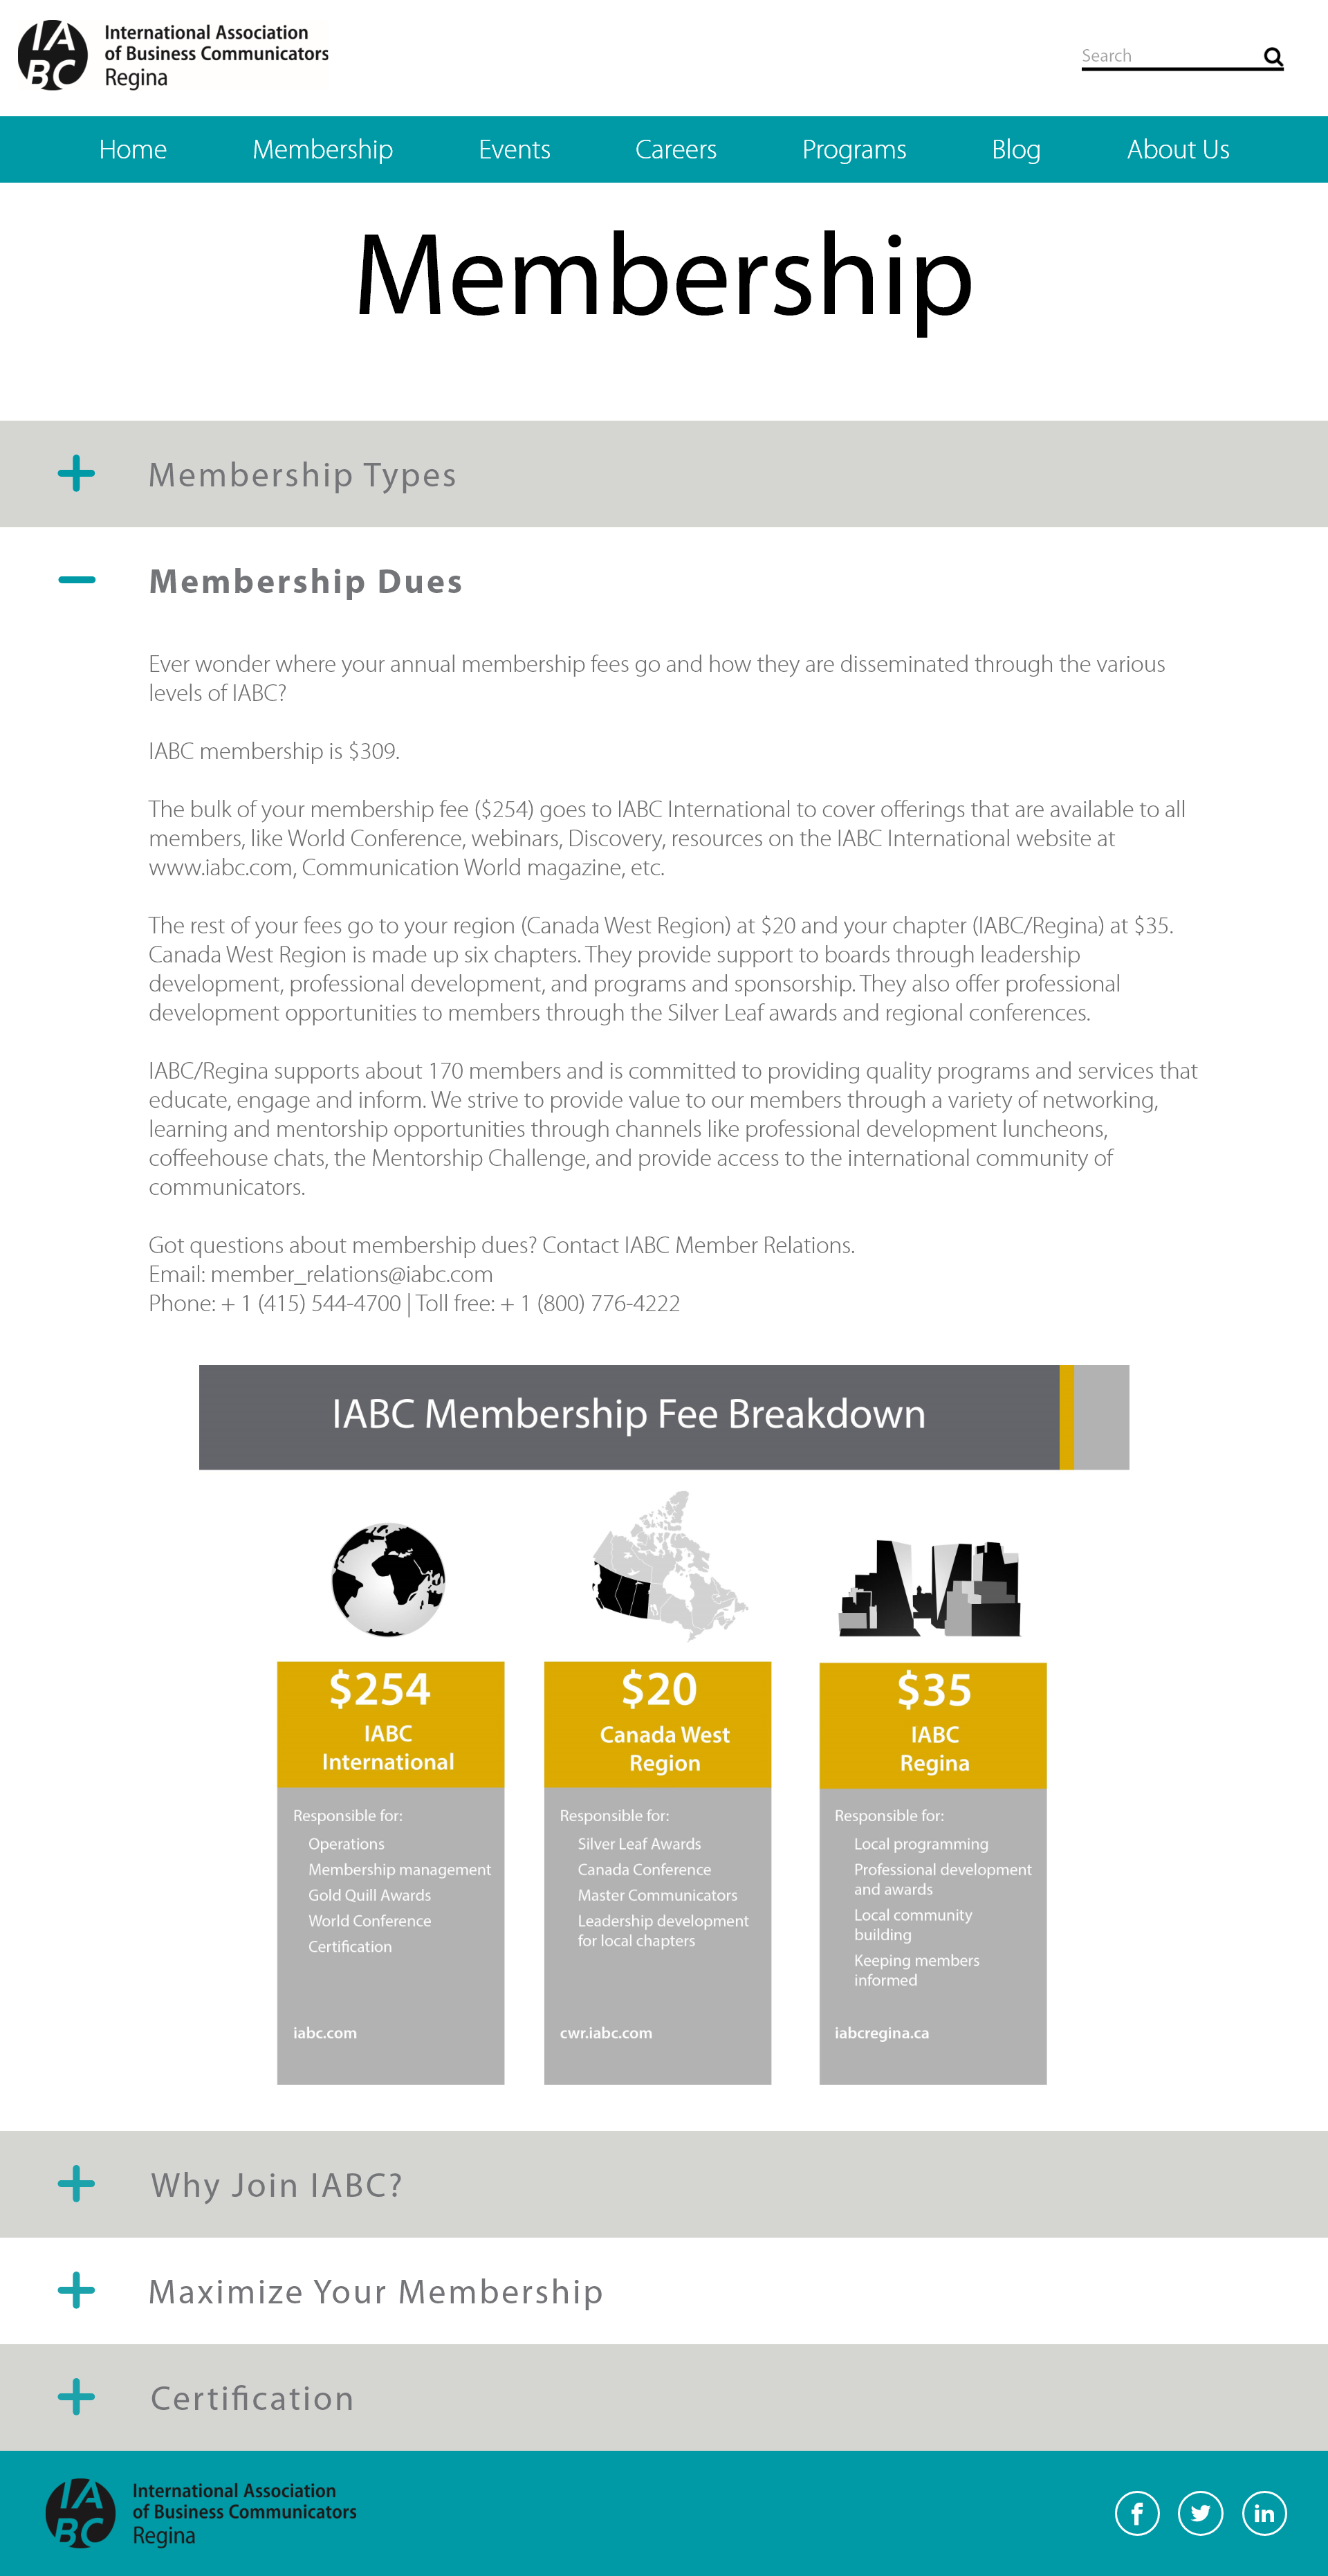 IABC
International Association
of Business Communicators
Regina
Search
Home Membership Events Careers Programs Blog About Us
Membership
Membership Types
Membership Dues
Ever wonder where your annual membership fees go and how they are disseminated through the various
levels of IABC?
IABC membership is $309.
The bulk of your membership fee ($254) goes to IABC International to cover offerings that are available to all
members, like World Conference, webinars, Discovery, resources on the IABC International website at
www.iabc.com, Communication World magazine, etc.
The rest of your fees go to your region (Canada West Region) at $20 and your chapter (IABC/Regina) at $35.
Canada West Region is made up six chapters. They provide support to boards through leadership
development, professional development, and programs and sponsorship. They also offer professional
development opportunities to members through the Silver Leaf awards and regional conferences.
IABC/Regina supports about 170 members and is committed to providing quality programs and services that
educate, engage and inform. We strive to provide value to our members through a variety of networking,
learning and mentorship opportunities through channels like professional development luncheons,
coffeehouse chats, the Mentorship Challenge, and provide access to the international community of
communicators.
Got questions about membership dues? Contact IABC Member Relations.
Email: member_relations@iabc.com
Phone: + 1 (415) 544-4700 | Toll free: + 1 (800) 776-4222
IABC Membership Fee Breakdown
$254
IABC
International
Responsible for:
Operations
Membership management
Gold Quill Awards
World Conference
Certification
iabc.com
$20
Canada West
Region
Responsible for:
Silver Leaf Awards
Canada Conference
Master Communicators
Leadership development
for local chapters
cwr.iabc.com
$35
IABC
Regina
Responsible for:
Local programming
Professional development
and awards
Local community
building
Keeping members
informed
iabcregina.ca
Why Join IABC?
Maximize Your Membership
Certification
IABC
International Association
of Business Communicators
Regina
f in